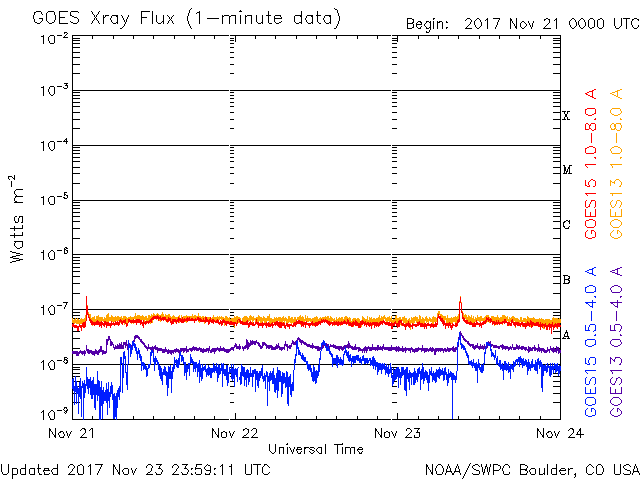 GOES Xray Flux (1-minute data)
Begin: 2017 Nov 21 0000 UTC
10-2
10-3
10-4
10-5
10-6
10-7
10-8
10-9
Watts m-2
X
M
C
B
A
GOES15 1.0-8.0 A
GOES13 1.0-8.0 A
GOES15 0.5-4.0 A
GOES13 0.5-4.0 A
Nov 21
Nov 22
Nov 23
Nov 24
Universal Time
Updated 2017 Nov 23 23:59:11 UTC
NOAA/SWPC Boulder, CO USA